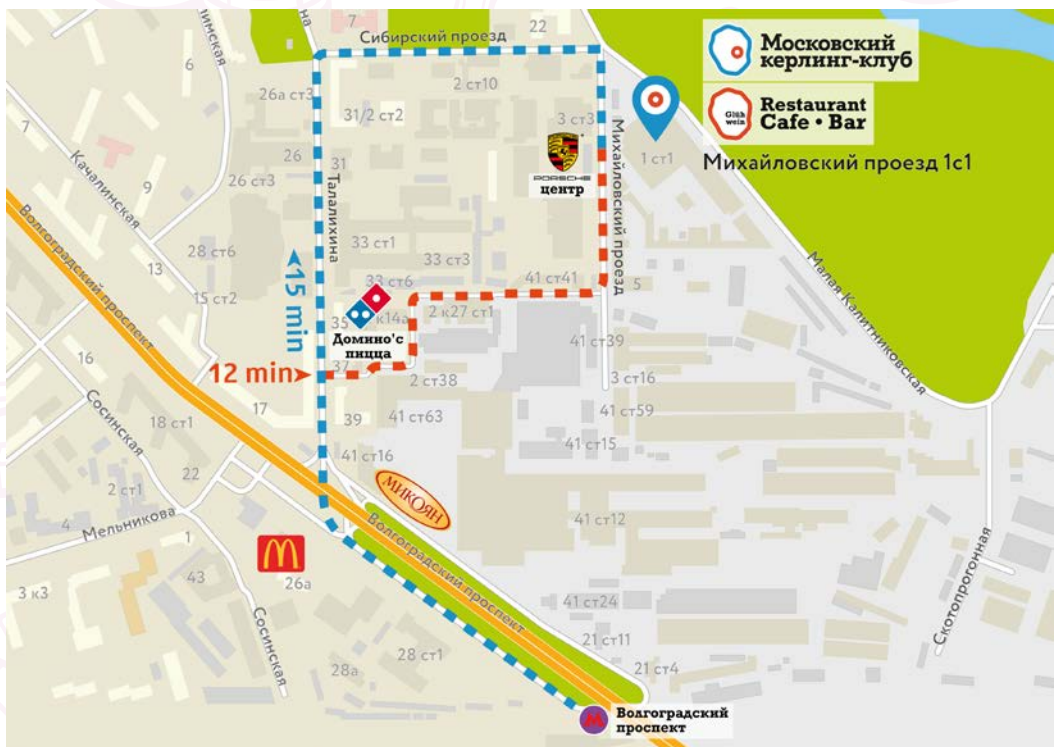 7
Сибирский проезд
22
Московский
керлинг-клуб
Glüh
wein
Restaurant
Cafe • Bar
Михайловский проезд 1с1
6
26а ст3
2 ст10
31/2 ст2
3 ст3
7
Качалинская
26
31
Талалихина
PORSCHE
центр
Михайловский проезд
1 ст1
9
26 ст3
Волгоградский проспект
28 ст6
33 ст1
33 ст3
13
15 ст2
15 min
33 ст6
41 ст41
5
Малая Калитниковская
35
к14а
2 к27 ст1
Домино'с
пицца
41 ст39
16
12 min
37
2 ст38
3 ст16
Сосинская
17
18 ст1
39
41 ст63
41 ст59
41 ст15
22
41 ст16
2 ст1
4
МИКОЯН
Мельникова
1
Волгоградский проспект
41 ст12
43
26а
3 к3
Сосинская
41 ст24
Скотопрогонная
21 ст11
28 ст1
28а
21 ст4
Волгоградский
проспект